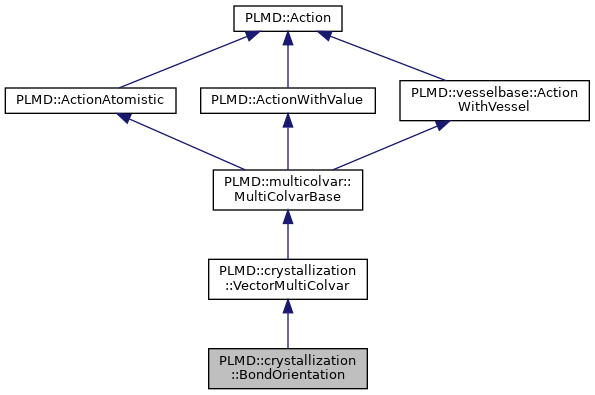 PLMD::Action
PLMD::ActionAtomistic
PLMD::ActionWithValue
PLMD::vesselbase::Action
WithVessel
PLMD::multicolvar::
MultiColvarBase
PLMD::crystallization
::VectorMultiColvar
PLMD::crystallization
::BondOrientation